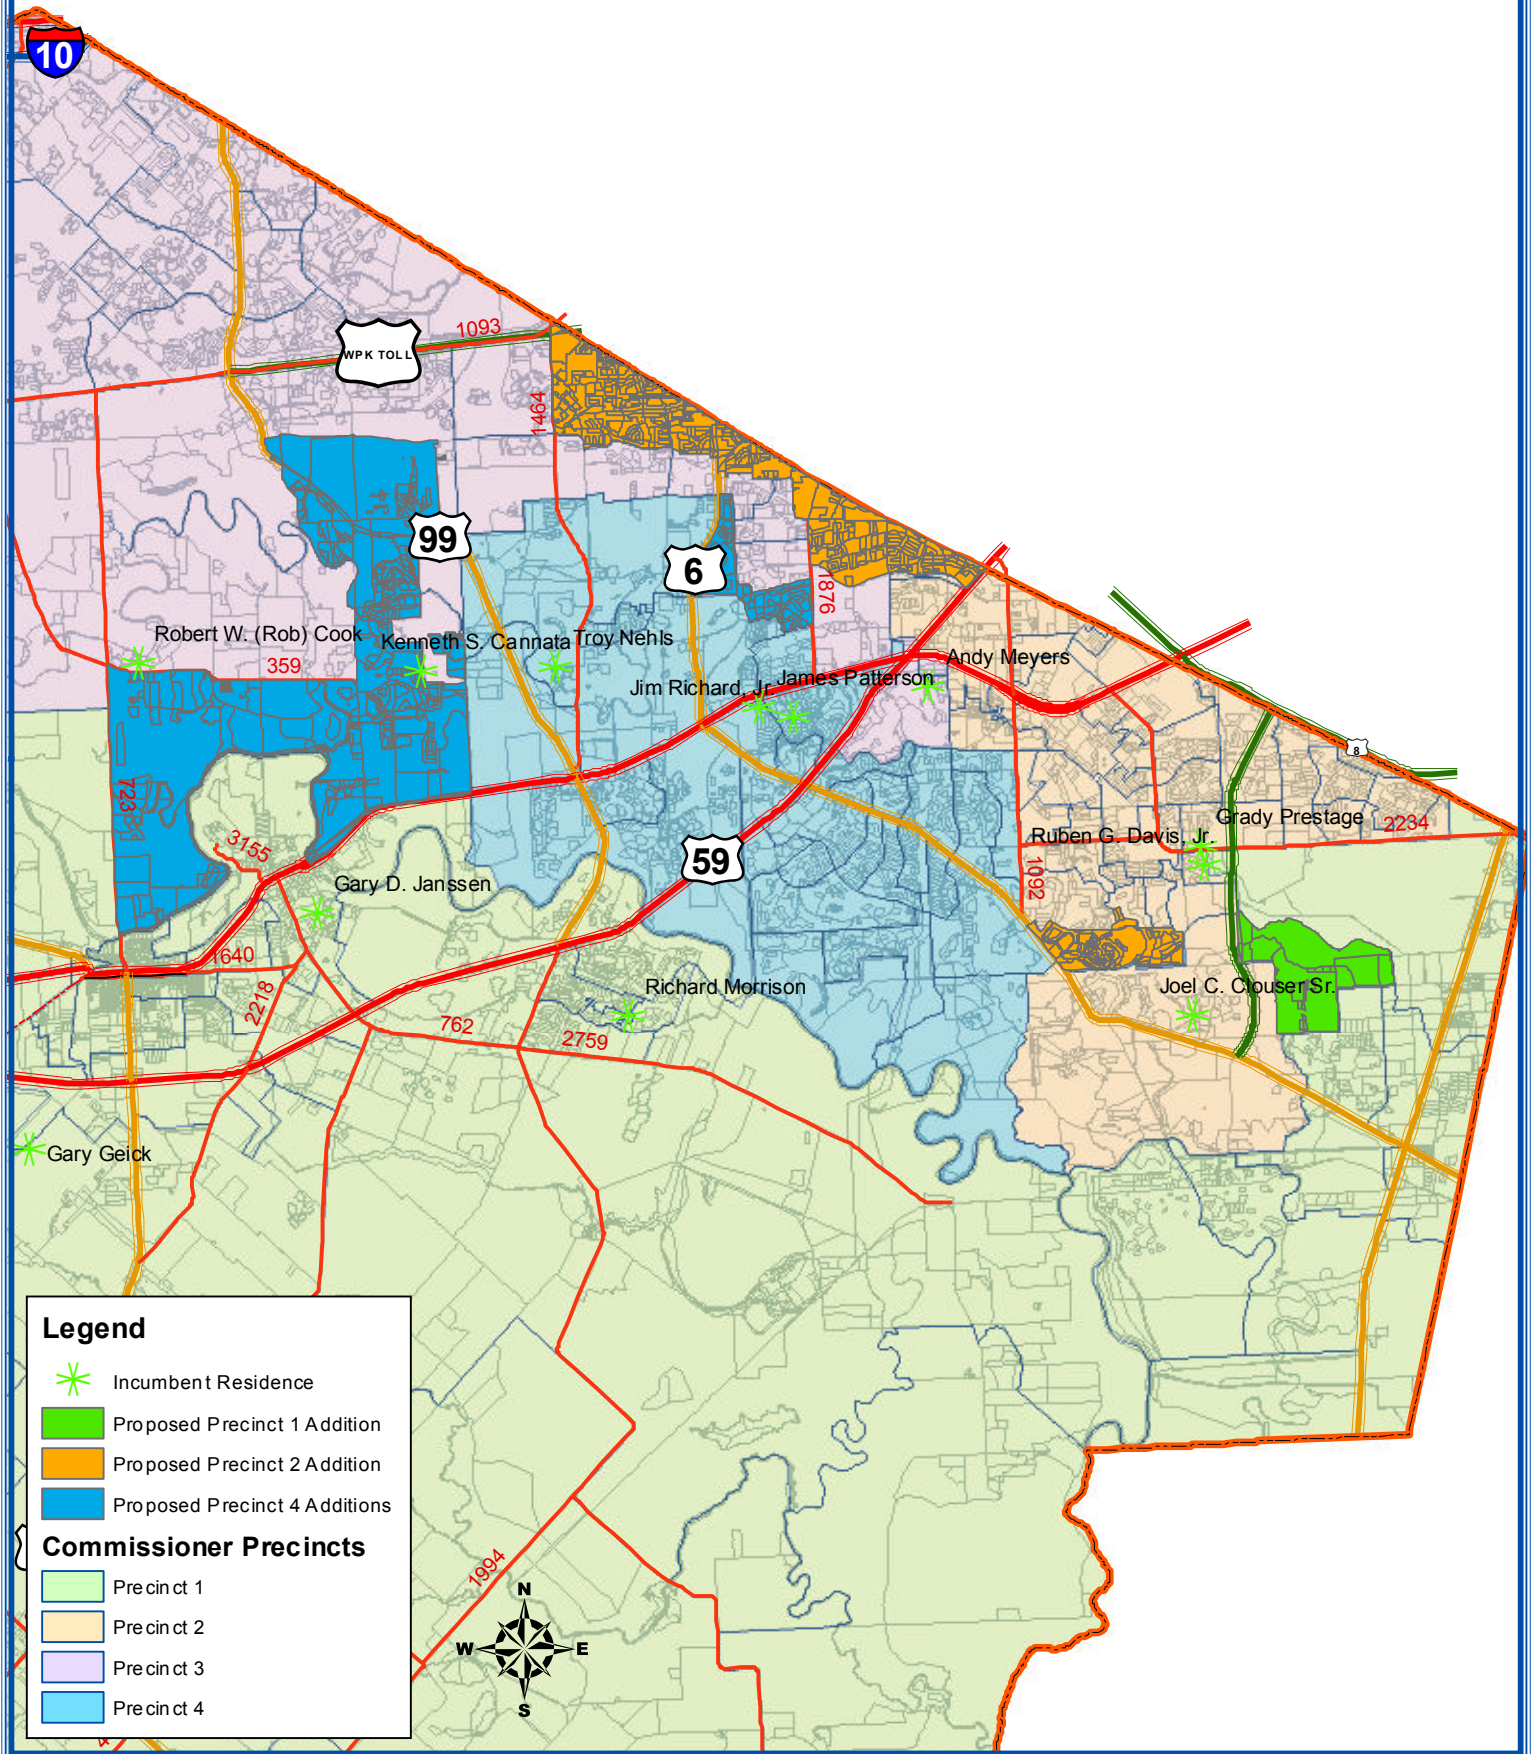 10
1093
WPK TOLL
1464
99
6
1876
Robert W. (Rob) Cook
Kenneth S. Cannata
Troy Nehls
359
Andy Meyers
Jim Richard, Jr.
James Patterson
8
723
Grady Prestage
2234
Ruben G. Davis, Jr.
3155
59
1092
Gary D. Janssen
1640
2218
Richard Morrison
Joel C. Clouser Sr.
762
2759
Gary Geick
Legend
Incumbent Residence
Proposed Precinct 1 Addition
Proposed Precinct 2 Addition
Proposed Precinct 4 Additions
Commissioner Precincts
Precinct 1
Precinct 2
Precinct 3
Precinct 4
1994
N
W
E
S